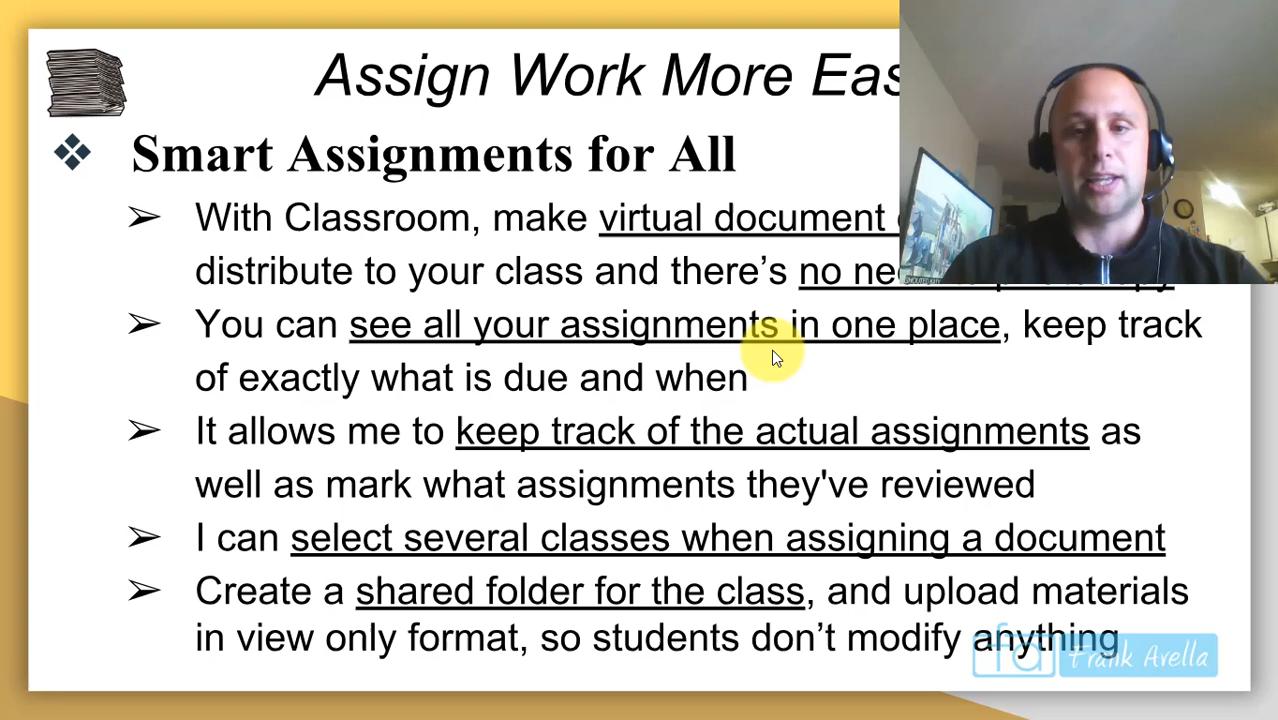 Assign Work More Eas
Smart Assignments for All
With Classroom, make virtual document
distribute to your class and there's no
You can see all your assignments in one place, keep track
of exactly what is due and when
It allows me to keep track of the actual assignments as
well as mark what assignments they've reviewed
I can select several classes when assigning a document
Create a shared folder for the class, and upload materials
in view only format, so students don't modify anything
fa Frank Avella